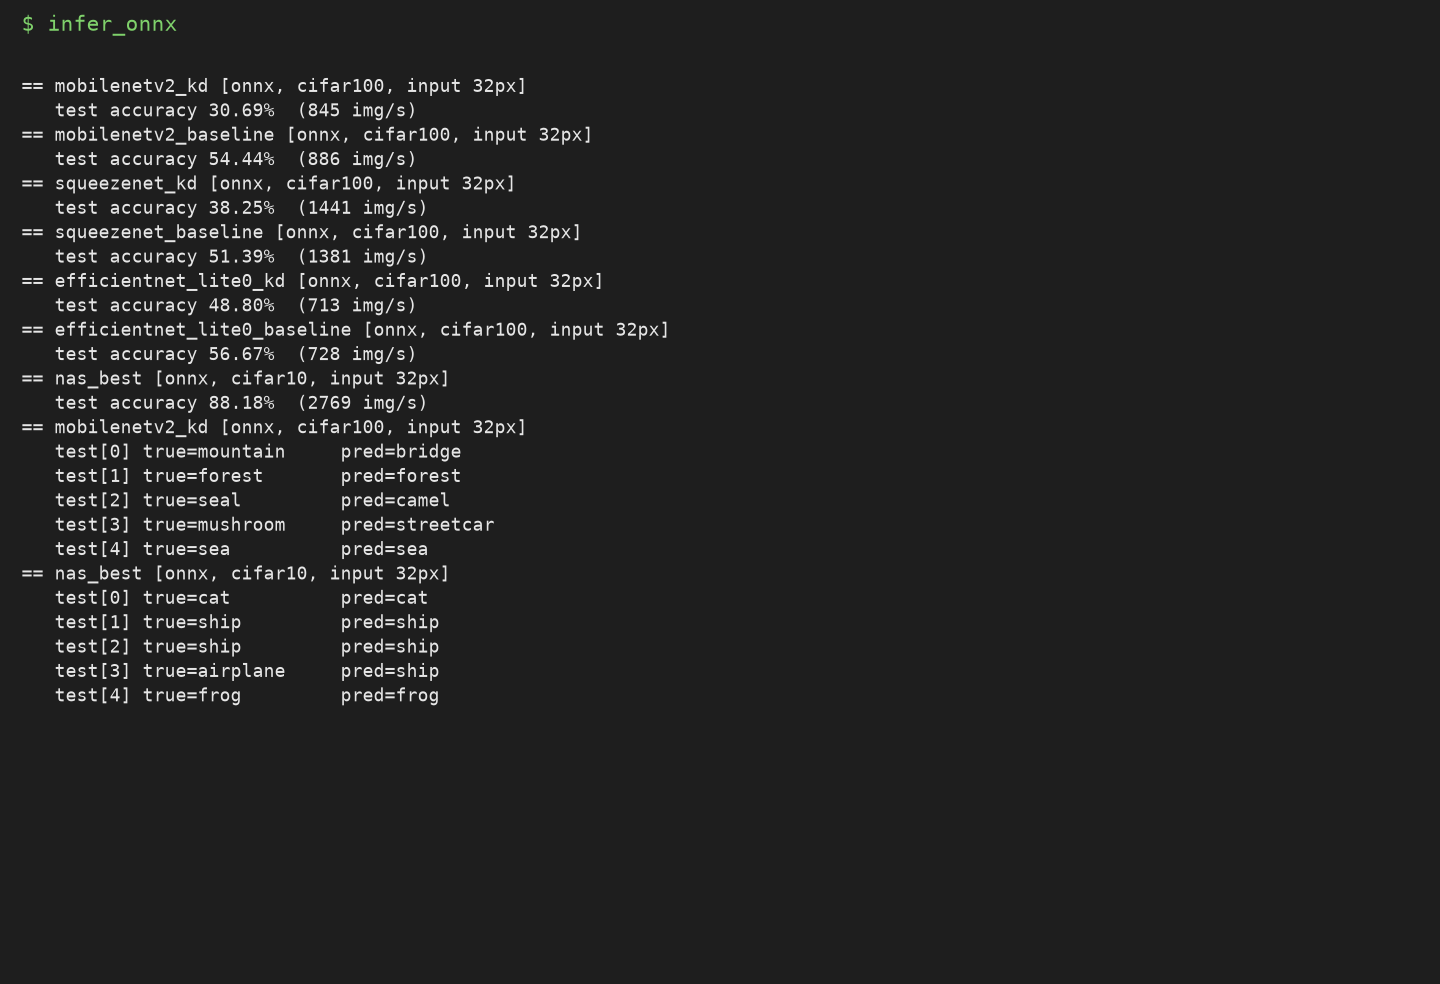 $ infer_onnx
== mobilenetv2_kd [onnx, cifar100, input 32px]
   test accuracy 30.69%  (845 img/s)
== mobilenetv2_baseline [onnx, cifar100, input 32px]
   test accuracy 54.44%  (886 img/s)
== squeezenet_kd [onnx, cifar100, input 32px]
   test accuracy 38.25%  (1441 img/s)
== squeezenet_baseline [onnx, cifar100, input 32px]
   test accuracy 51.39%  (1381 img/s)
== efficientnet_lite0_kd [onnx, cifar100, input 32px]
   test accuracy 48.80%  (713 img/s)
== efficientnet_lite0_baseline [onnx, cifar100, input 32px]
   test accuracy 56.67%  (728 img/s)
== nas_best [onnx, cifar10, input 32px]
   test accuracy 88.18%  (2769 img/s)
== mobilenetv2_kd [onnx, cifar100, input 32px]
   test[0] true=mountain     pred=bridge
   test[1] true=forest       pred=forest
   test[2] true=seal         pred=camel
   test[3] true=mushroom     pred=streetcar
   test[4] true=sea          pred=sea
== nas_best [onnx, cifar10, input 32px]
   test[0] true=cat          pred=cat
   test[1] true=ship         pred=ship
   test[2] true=ship         pred=ship
   test[3] true=airplane     pred=ship
   test[4] true=frog         pred=frog